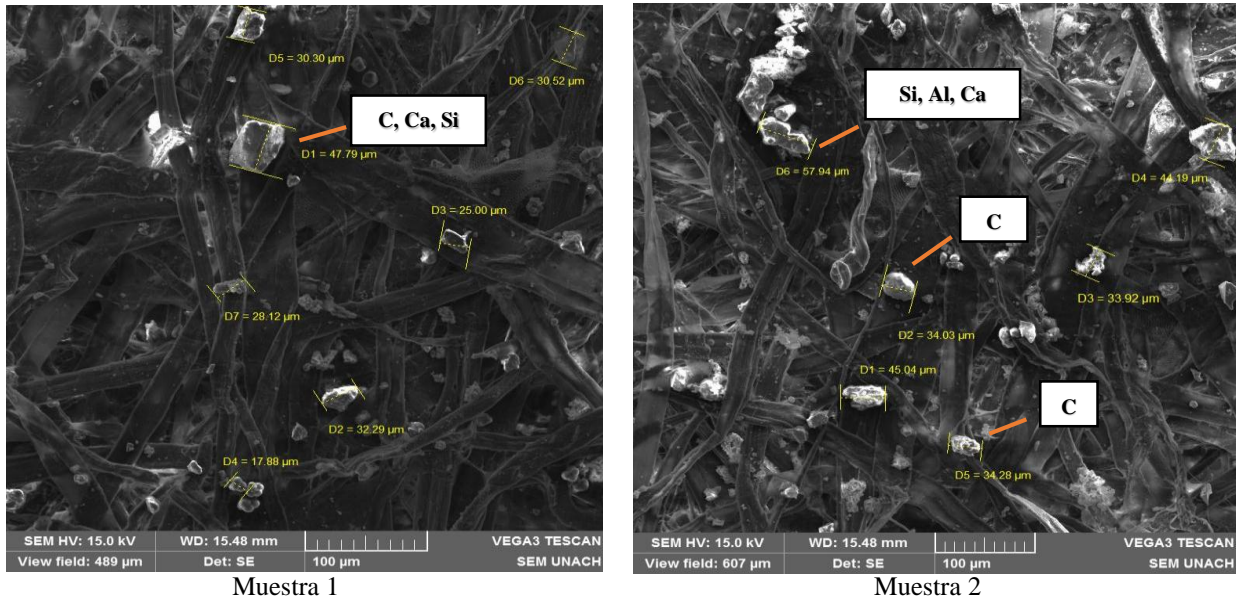 D5 = 30.30 µm
D6 = 30.52 µm
C, Ca, Si
D1 = 47.79 µm
D3 = 25.00 µm
D7 = 28.12 µm
D2 = 32.29 µm
D4 = 17.88 µm
SEM HV: 15.0 kV WD: 15.48 mm VEGA3 TESCAN
View field: 489 µm Det: SE 100 µm SEM UNACH
Muestra 1
Si, Al, Ca
D6 = 57.94 µm
D4 = 44.19 µm
C
D3 = 33.92 µm
D2 = 34.03 µm
D1 = 45.04 µm
C
D5 = 34.28 µm
SEM HV: 15.0 kV WD: 15.48 mm VEGA3 TESCAN
View field: 607 µm Det: SE 100 µm SEM UNACH
Muestra 2